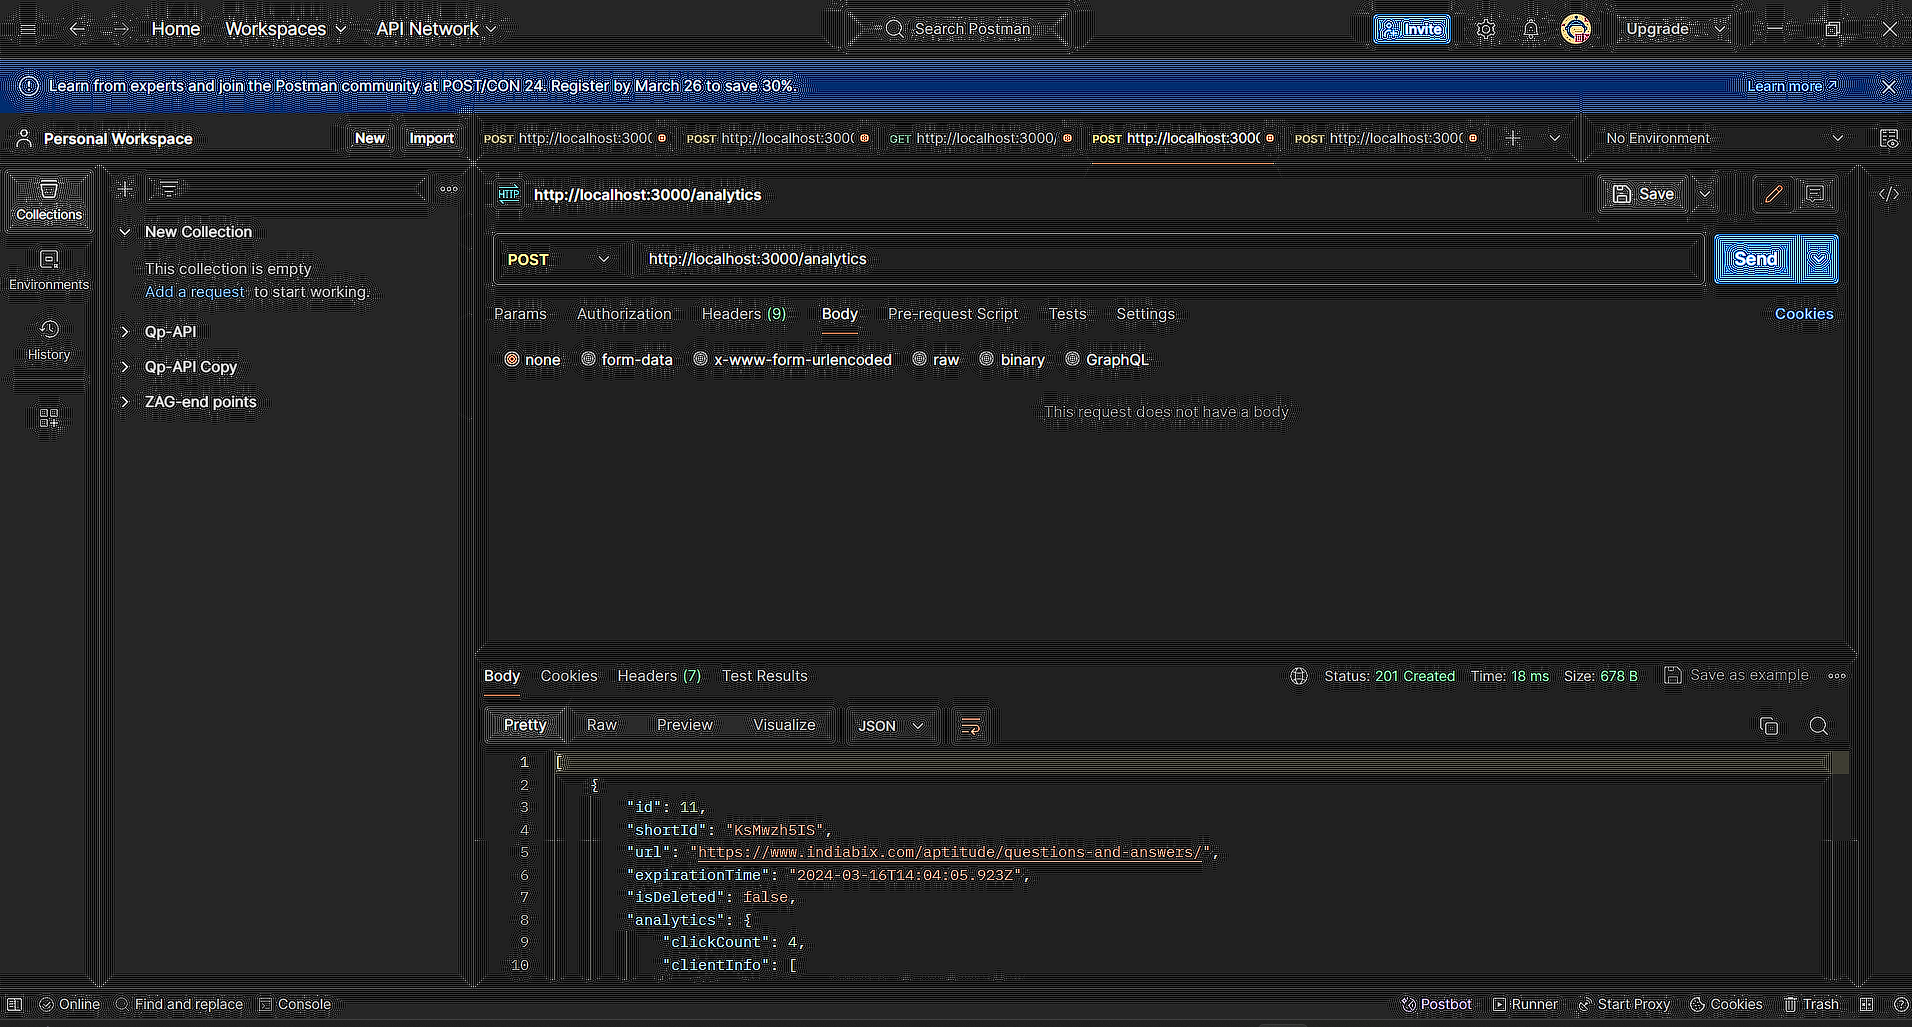 Home Workspaces API Network Search Postman Invite Upgrade
Learn from experts and join the Postman community at POST/CON 24. Register by March 26 to save 30%. Learn more
Personal Workspace New Import POST http://localhost:3000 POST http://localhost:3000 GET http://localhost:3000/ POST http://localhost:3000 POST http://localhost:3000 No Environment
Collections
Environments
History
New Collection
This collection is empty
Add a request to start working.
Qp-API
Qp-API Copy
ZAG-end points
HTTP http://localhost:3000/analytics Save
POST http://localhost:3000/analytics Send
Params Authorization Headers (9) Body Pre-request Script Tests Settings Cookies
none form-data x-www-form-urlencoded raw binary GraphQL
This request does not have a body
Body Cookies Headers (7) Test Results Status: 201 Created Time: 18 ms Size: 678 B Save as example
Pretty Raw Preview Visualize JSON
1 [
2 {
3 "id": 11,
4 "shortId": "KsMwzh5IS",
5 "url": "https://www.indiabix.com/aptitude/questions-and-answers/",
6 "expirationTime": "2024-03-16T14:04:05.923Z",
7 "isDeleted": false,
8 "analytics": {
9 "clickCount": 4,
10 "clientInfo": [
Online Find and replace Console Postbot Runner Start Proxy Cookies Trash